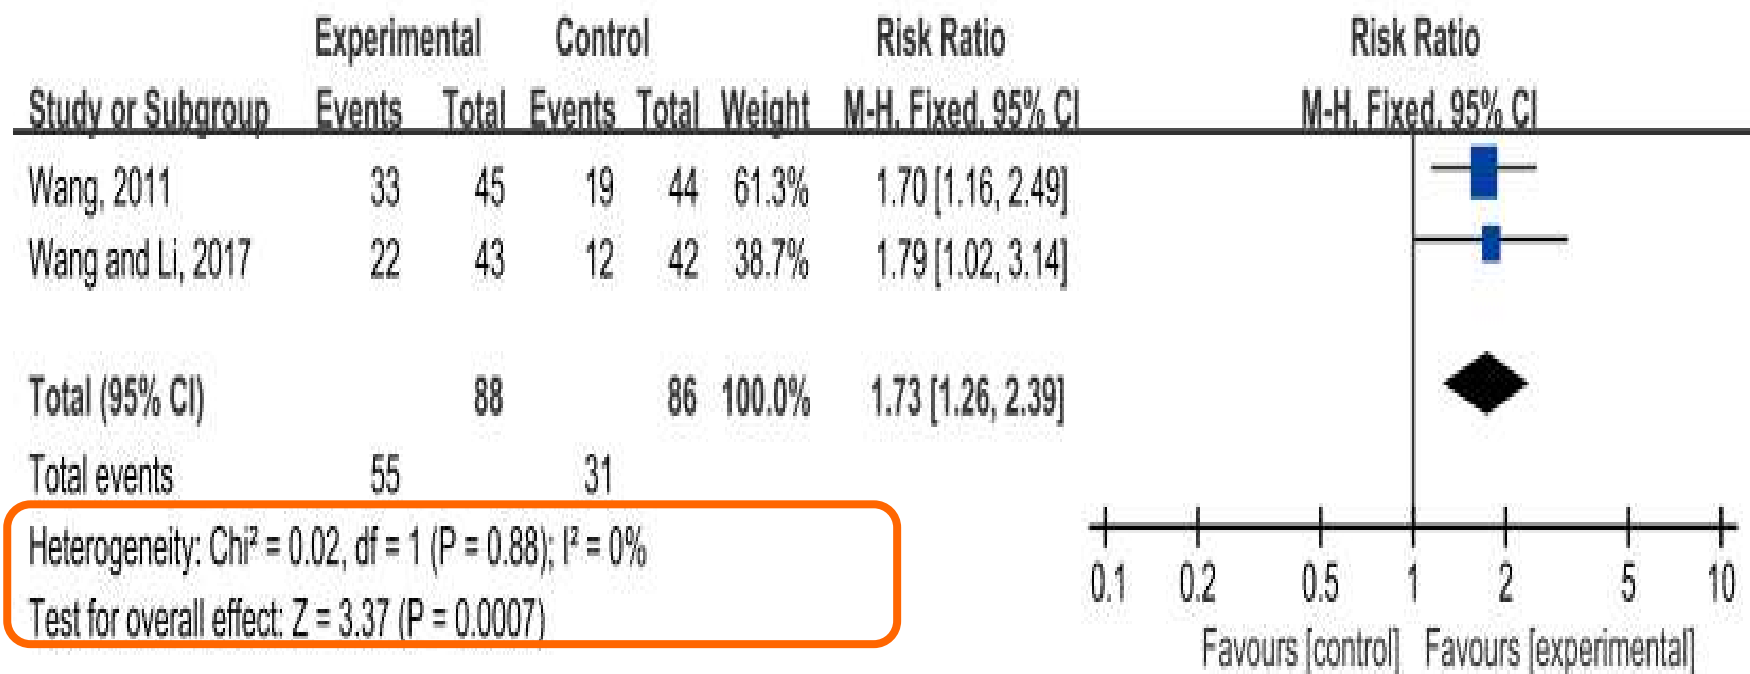 Experimental Control Risk Ratio Risk Ratio
Study or Subgroup Events Total Events Total Weight M-H, Fixed, 95% CI M-H, Fixed, 95% CI
Wang, 2011 33 45 19 44 61.3% 1.70 [1.16, 2.49]
Wang and Li, 2017 22 43 12 42 38.7% 1.79 [1.02, 3.14]
Total (95% CI) 88 86 100.0% 1.73 [1.26, 2.39]
Total events 55 31
Heterogeneity: Chi² = 0.02, df = 1 (P = 0.88); I² = 0%
Test for overall effect: Z = 3.37 (P = 0.0007)
0.1 0.2 0.5 1 2 5 10
Favours [control] Favours [experimental]